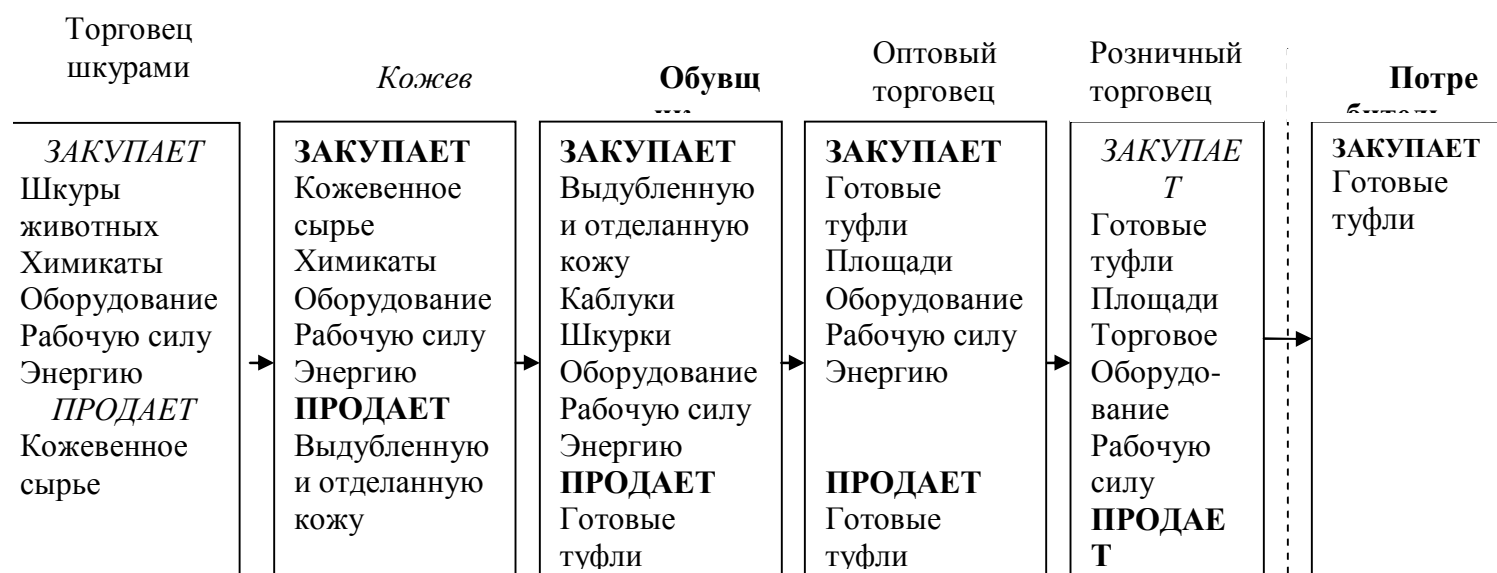 Торговец
шкурами
Кожев
Обувщ
Оптовый
торговец
Розничный
торговец
Потре
ЗАКУПАЕТ
Шкуры
животных
Химикаты
Оборудование
Рабочую силу
Энергию
ПРОДАЕТ
Кожевенное
сырье
ЗАКУПАЕТ
Кожевенное
сырье
Химикаты
Оборудование
Рабочую силу
Энергию
ПРОДАЕТ
Выдубленную
и отделанную
кожу
ЗАКУПАЕТ
Выдубленную
и отделанную
кожу
Каблуки
Шкурки
Оборудование
Рабочую силу
Энергию
ПРОДАЕТ
Готовые
туфли
ЗАКУПАЕТ
Готовые
туфли
Площади
Оборудование
Рабочую силу
Энергию
ПРОДАЕТ
Готовые
туфли
ЗАКУПАЕ
Т
Готовые
туфли
Площади
Торговое
Оборудо-
вание
Рабочую
силу
ПРОДАЕ
Т
ЗАКУПАЕТ
Готовые
туфли